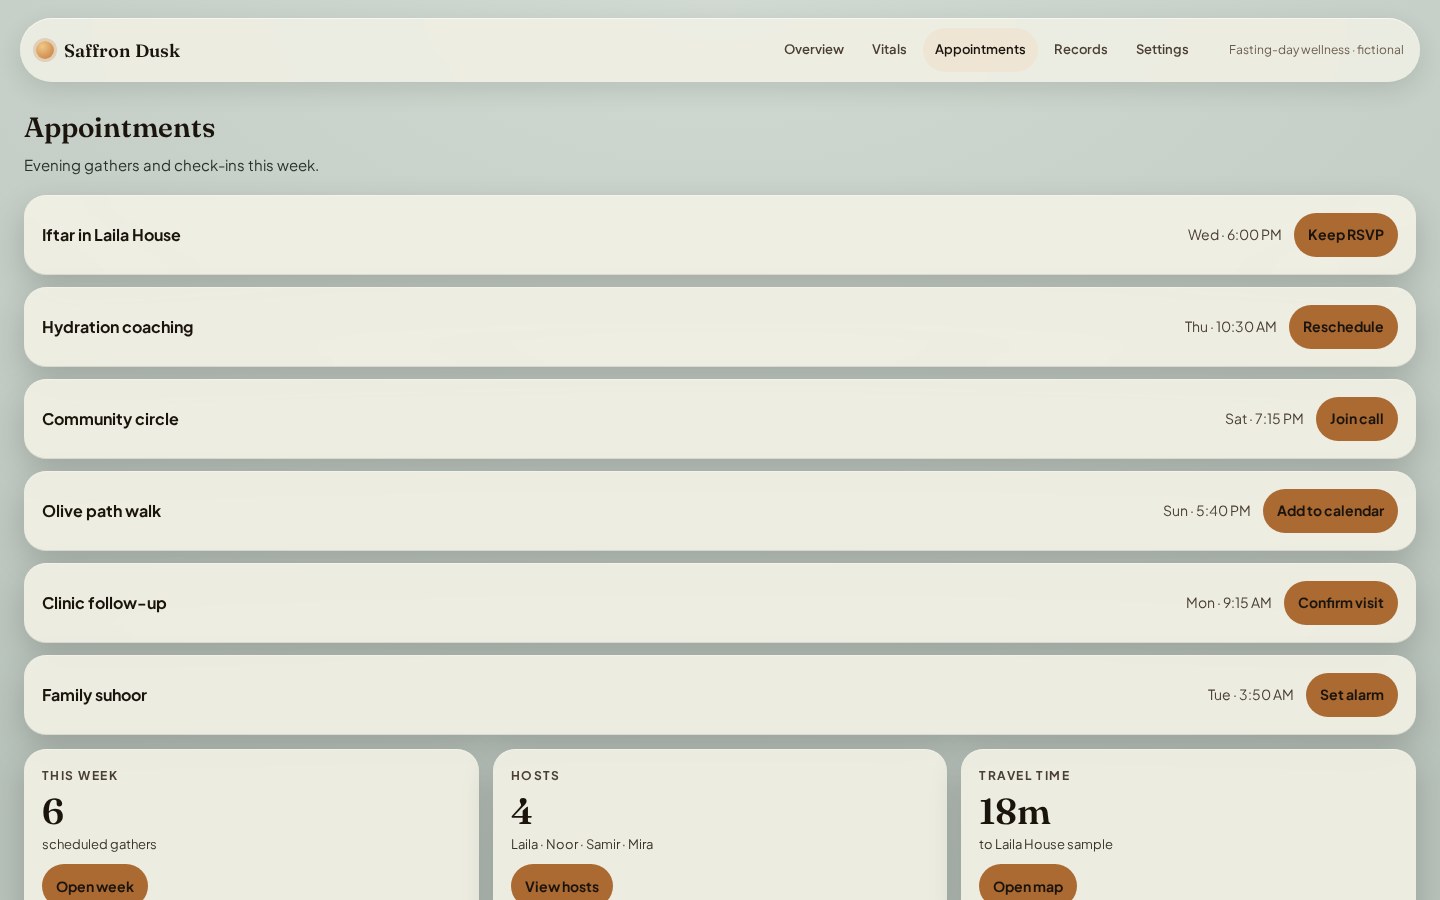 Saffron Dusk
Overview
Vitals
Appointments
Records
Settings
Fasting-day wellness · fictional
Appointments
Evening gathers and check-ins this week.
Iftar in Laila House
Wed · 6:00 PM
Keep RSVP
Hydration coaching
Thu · 10:30 AM
Reschedule
Community circle
Sat · 7:15 PM
Join call
Olive path walk
Sun · 5:40 PM
Add to calendar
Clinic follow-up
Mon · 9:15 AM
Confirm visit
Family suhoor
Tue · 3:50 AM
Set alarm
THIS WEEK
6
scheduled gathers
Open week
HOSTS
4
Laila · Noor · Samir · Mira
View hosts
TRAVEL TIME
18m
to Laila House sample
Open map